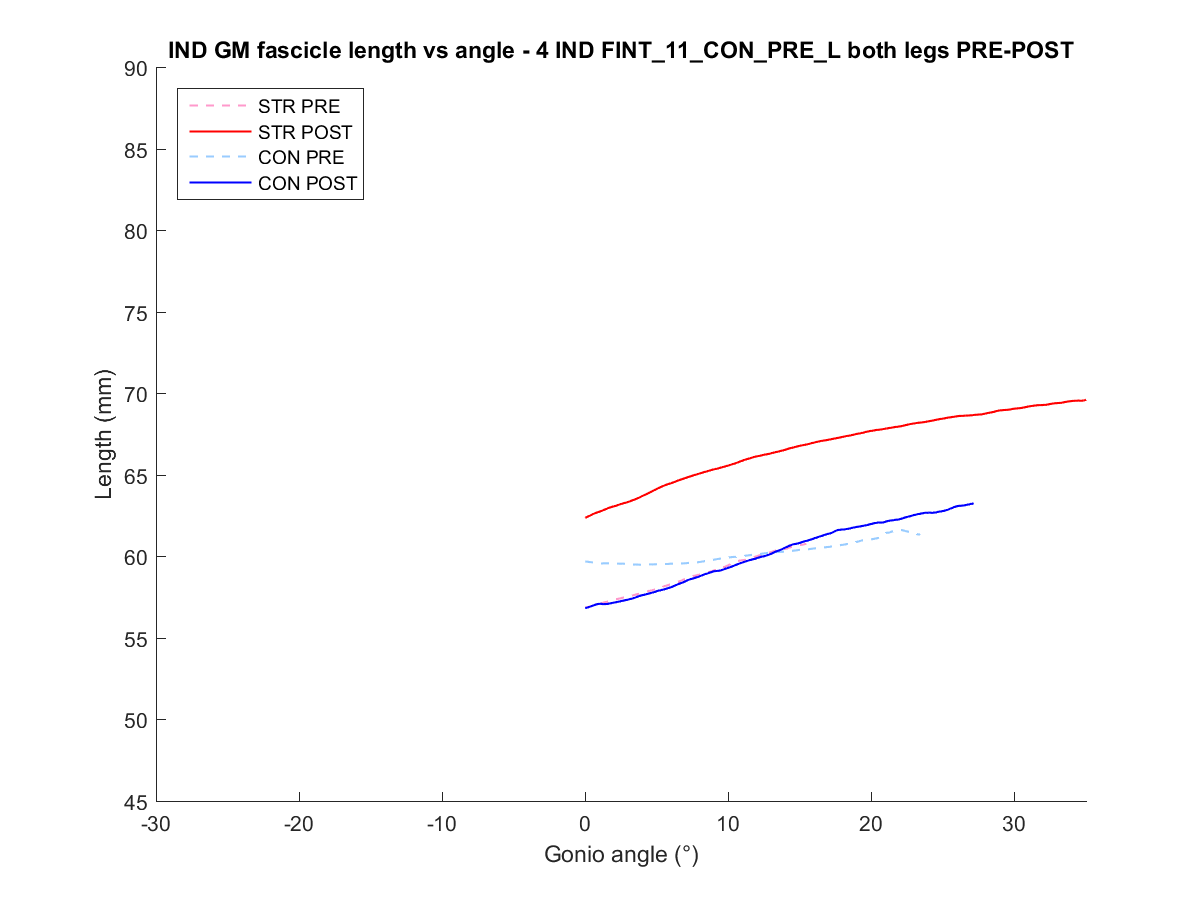 IND GM fascicle length vs angle - 4 IND FINT_11_CON_PRE_L both legs PRE-POST
90
85
80
75
70
65
60
55
50
45
Length (mm)
STR PRE
STR POST
CON PRE
CON POST
-30
-20
-10
0
10
20
30
Gonio angle (°)